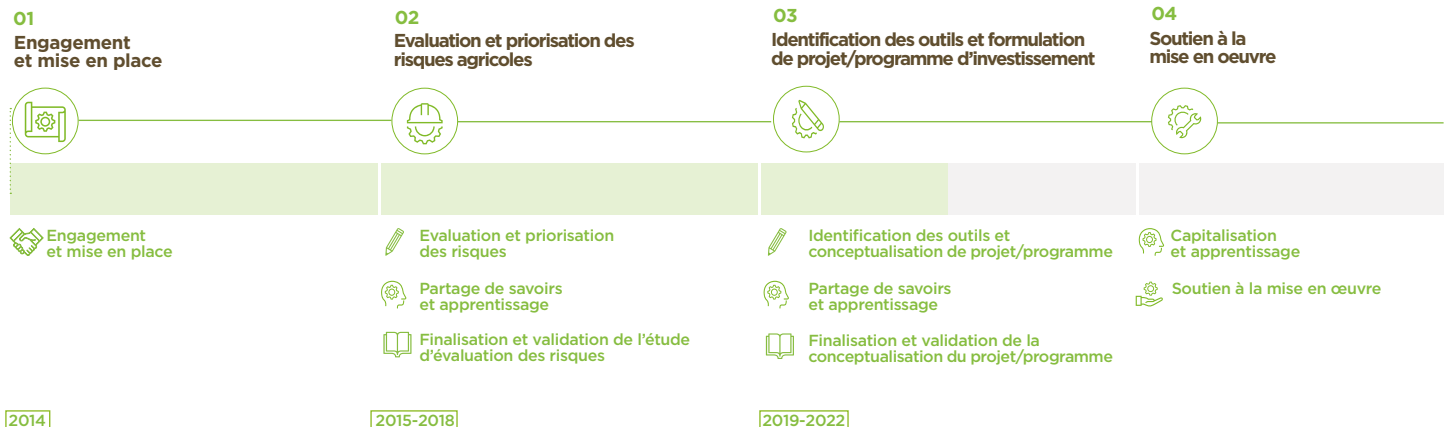 01
Engagement
et mise en place
02
Evaluation et priorisation des
risques agricoles
03
Identification des outils et formulation
de projet/programme d'investissement
04
Soutien à la
mise en oeuvre
Engagement
et mise en place
Evaluation et priorisation
des risques
Partage de savoirs
et apprentissage
Finalisation et validation de l'étude
d'évaluation des risques
Identification des outils et
conceptualisation de projet/programme
Partage de savoirs
et apprentissage
Finalisation et validation de la
conceptualisation du projet/programme
Capitalisation
et apprentissage
Soutien à la mise en œuvre
2014
2015-2018
2019-2022